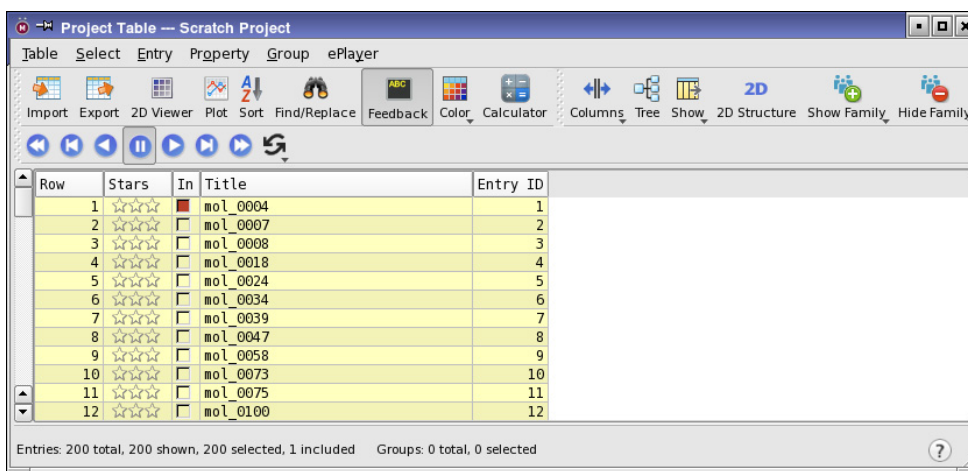 Project Table --- Scratch Project
Table Select Entry Property Group ePlayer
ABC 2D
Import Export 2D Viewer Plot Sort Find/Replace Feedback Color Calculator Columns Tree Show 2D Structure Show Family Hide Family
Row Stars In Title Entry ID
1 mol_0004 1
2 mol_0007 2
3 mol_0008 3
4 mol_0018 4
5 mol_0024 5
6 mol_0034 6
7 mol_0039 7
8 mol_0047 8
9 mol_0058 9
10 mol_0073 10
11 mol_0075 11
12 mol_0100 12
Entries: 200 total, 200 shown, 200 selected, 1 included Groups: 0 total, 0 selected ?